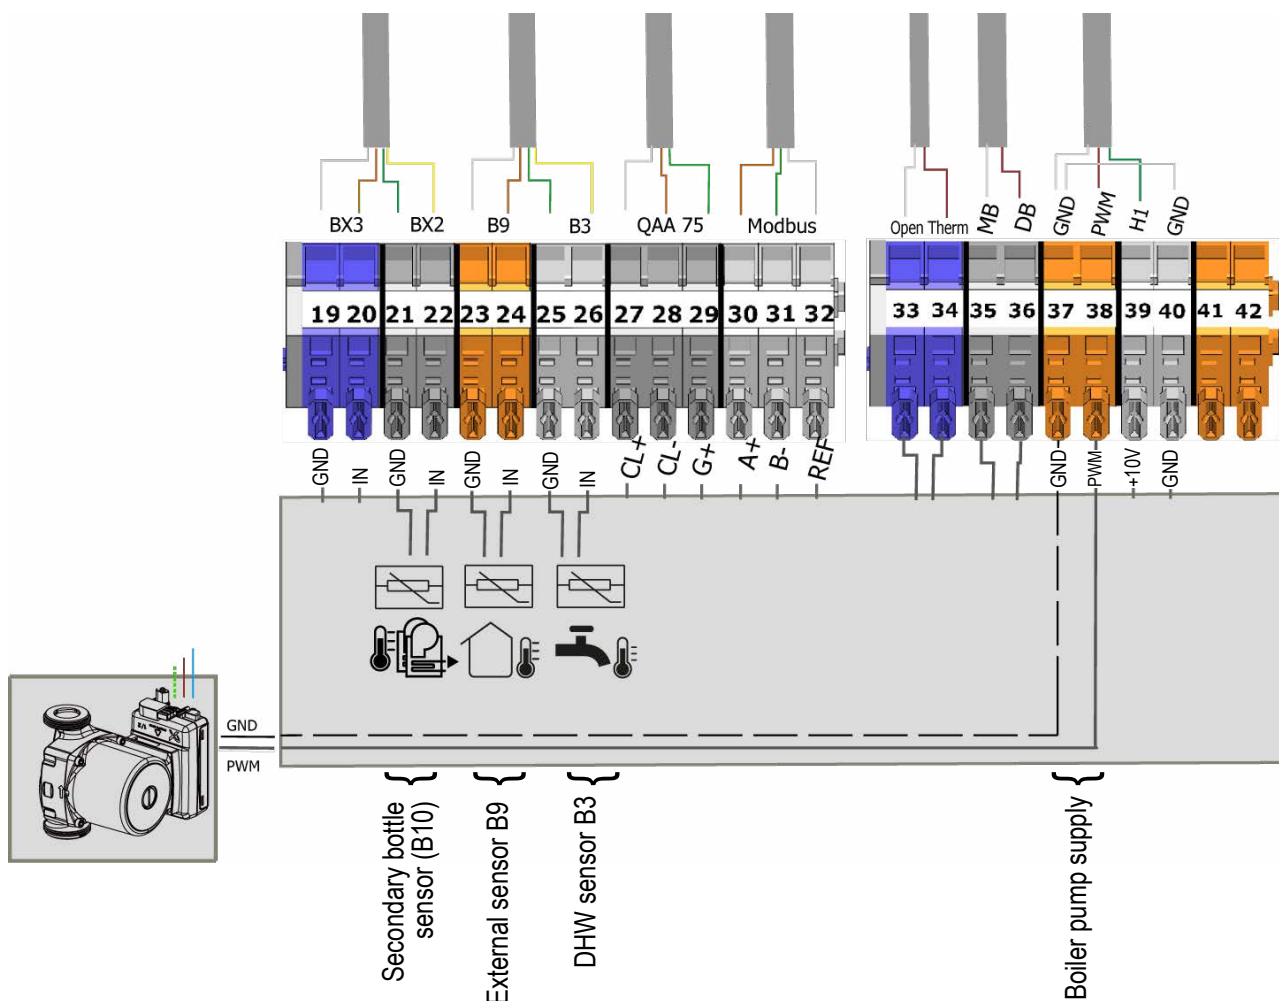 BX3 BX2 B9 B3 QAA 75 Modbus
Open Therm MB DB GND PWM H1 GND
19 20 21 22 23 24 25 26 27 28 29 30 31 32
33 34 35 36 37 38 39 40 41 42
GND IN GND IN GND IN GND IN CL+ CL- G+ A+ B- REF
GND PWM +10V GND
GND
PWM
Secondary bottle
sensor (B10)
External sensor B9
DHW sensor B3
Boiler pump supply